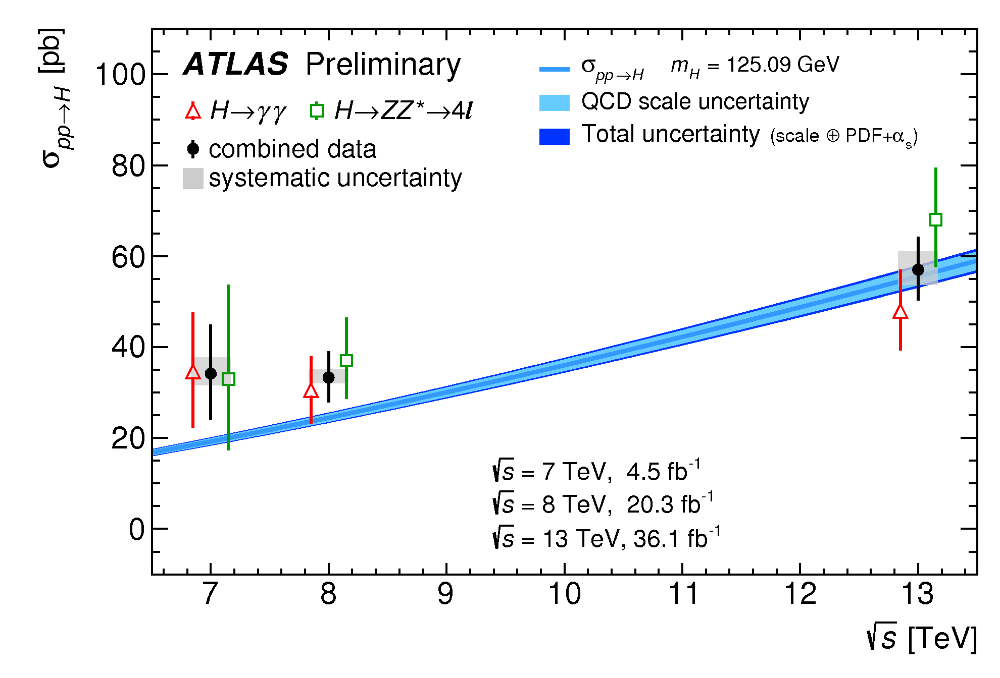 σpp→H [pb]
ATLAS Preliminary
H→γγ H→ZZ*→4l
combined data
systematic uncertainty
σpp→H mH = 125.09 GeV
QCD scale uncertainty
Total uncertainty (scale ⊕ PDF+αs)
100
80
60
40
20
0
√s = 7 TeV, 4.5 fb-1
√s = 8 TeV, 20.3 fb-1
√s = 13 TeV, 36.1 fb-1
7 8 9 10 11 12 13
√s [TeV]